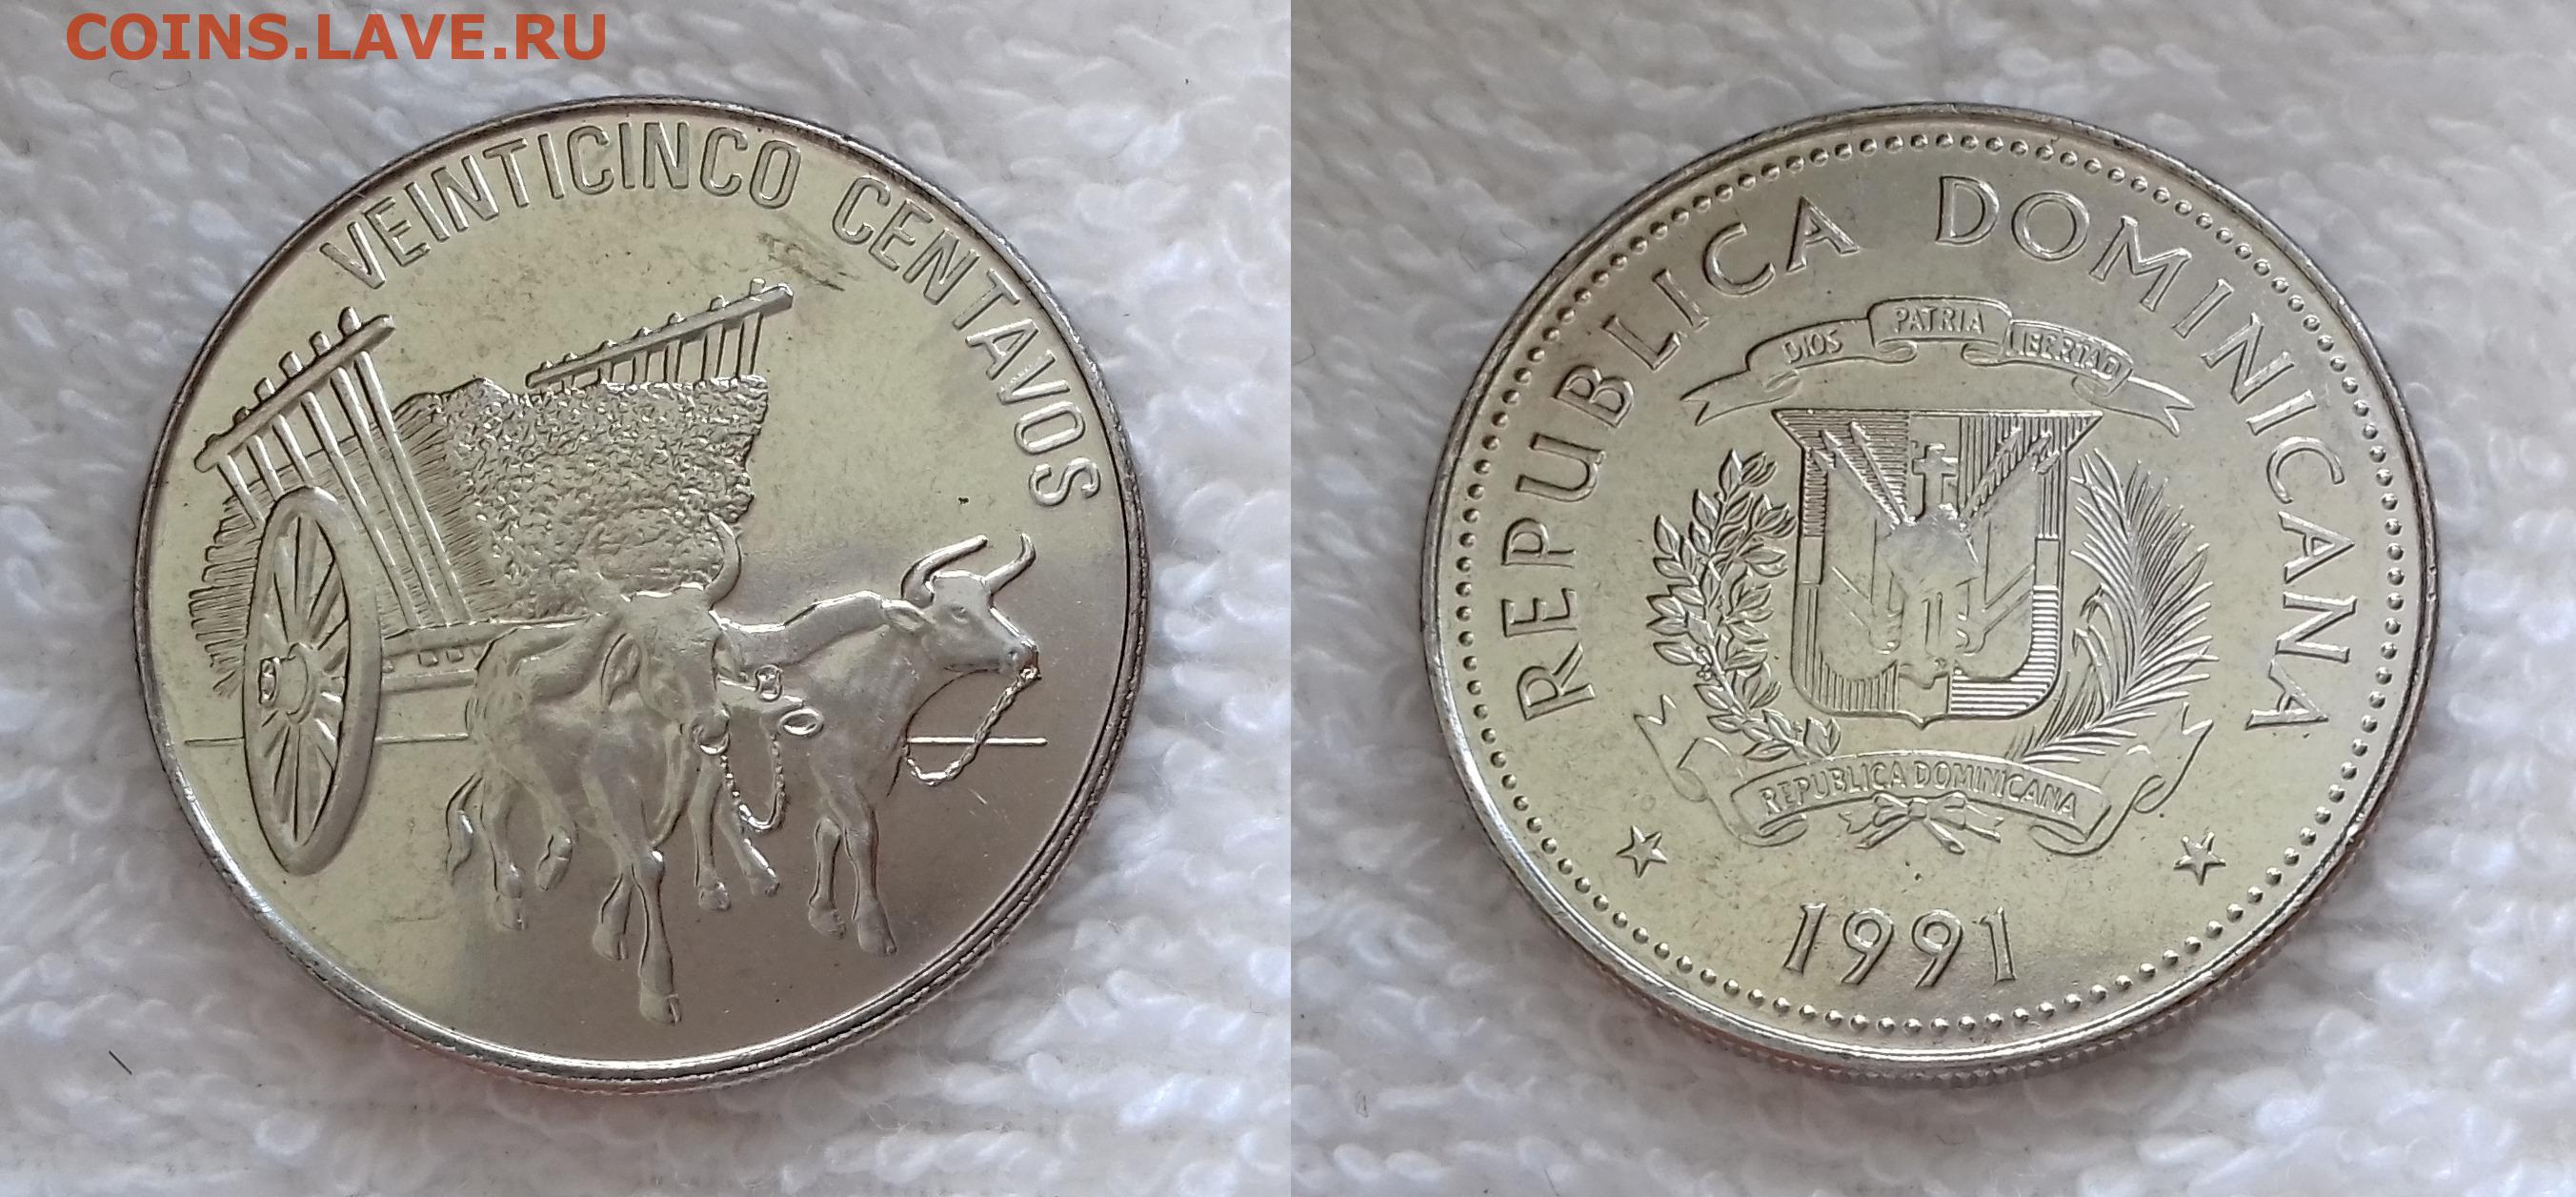 COINS.LAVE.RU
VEINTICINCO CENTAVOS
REPUBLICA DOMINICANA
DIOS PATRIA LIBERTAD
REPUBLICA DOMINICANA
1991